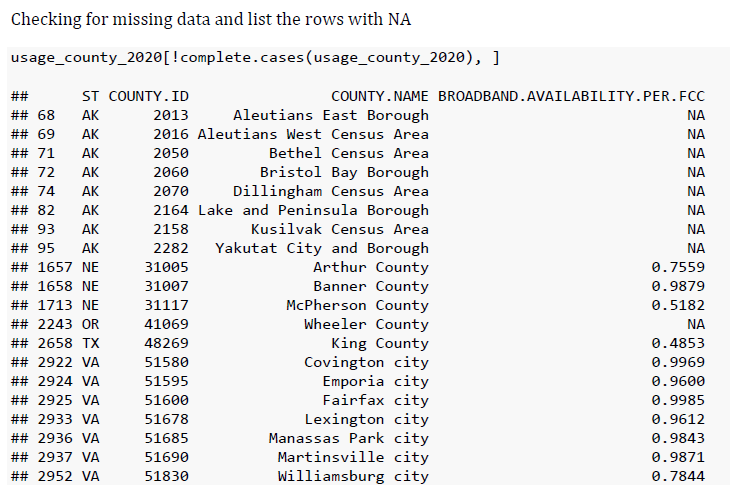 Checking for missing data and list the rows with NA
usage_county_2020[!complete.cases(usage_county_2020), ]
##      ST COUNTY.ID                COUNTY.NAME BROADBAND.AVAILABILITY.PER.FCC
## 68   AK      2013     Aleutians East Borough                             NA
## 69   AK      2016 Aleutians West Census Area                             NA
## 71   AK      2050         Bethel Census Area                             NA
## 72   AK      2060        Bristol Bay Borough                             NA
## 74   AK      2070     Dillingham Census Area                             NA
## 82   AK      2164 Lake and Peninsula Borough                             NA
## 93   AK      2158       Kusilvak Census Area                             NA
## 95   AK      2282   Yakutat City and Borough                             NA
## 1657 NE     31005              Arthur County                         0.7559
## 1658 NE     31007              Banner County                         0.9879
## 1713 NE     31117           McPherson County                         0.5182
## 2243 OR     41069             Wheeler County                             NA
## 2658 TX     48269                King County                         0.4853
## 2922 VA     51580             Covington city                         0.9969
## 2924 VA     51595               Emporia city                         0.9600
## 2925 VA     51600               Fairfax city                         0.9985
## 2933 VA     51678             Lexington city                         0.9612
## 2936 VA     51685         Manassas Park city                         0.9843
## 2937 VA     51690          Martinsville city                         0.9871
## 2952 VA     51830          Williamsburg city                         0.7844